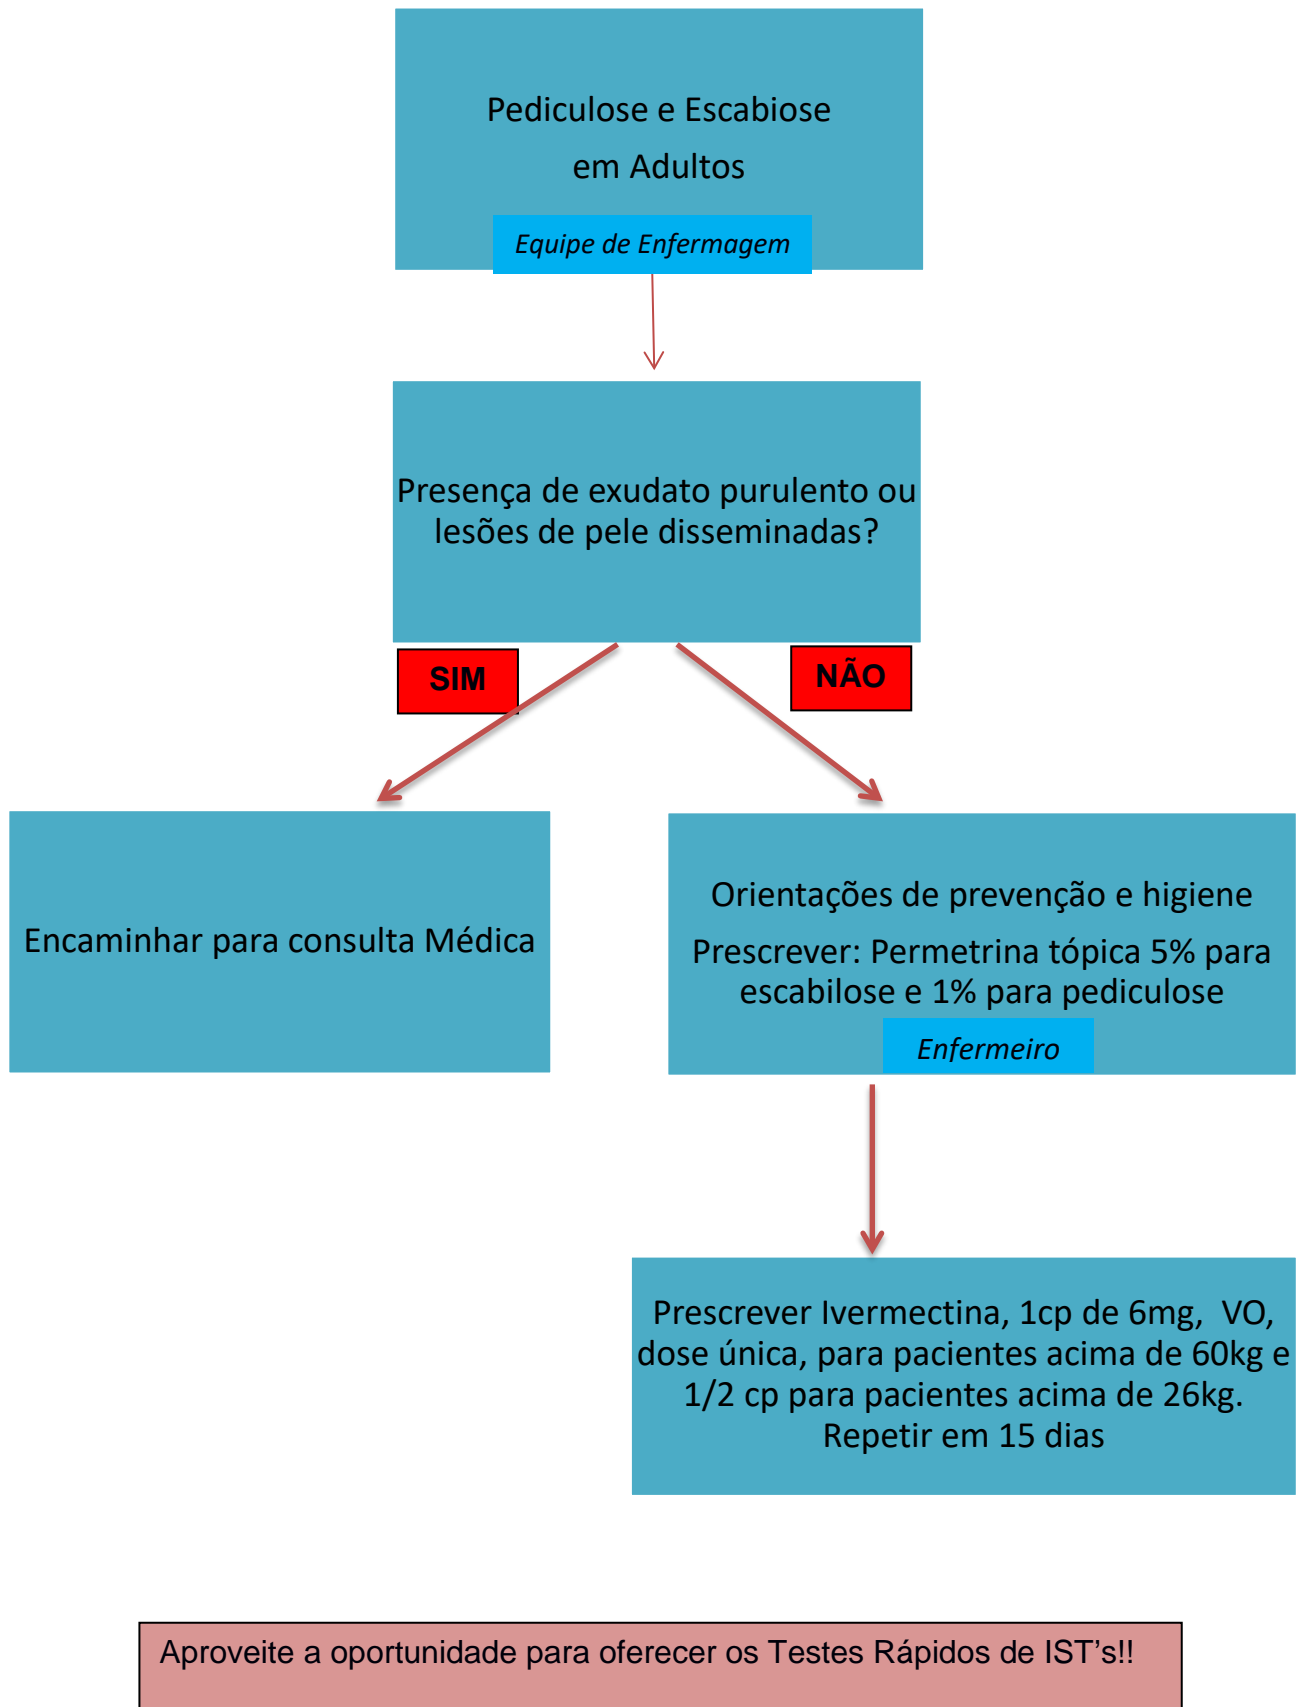 Pediculose e Escabiose
em Adultos
Equipe de Enfermagem
Presença de exudato purulento ou
lesões de pele disseminadas?
SIM
NÃO
Encaminhar para consulta Médica
Orientações de prevenção e higiene
Prescrever: Permetrina tópica 5% para
escabilose e 1% para pediculose
Enfermeiro
Prescrever Ivermectina, 1cp de 6mg,  VO,
dose única, para pacientes acima de 60kg e
1/2 cp para pacientes acima de 26kg.
Repetir em 15 dias
Aproveite a oportunidade para oferecer os Testes Rápidos de IST’s!!